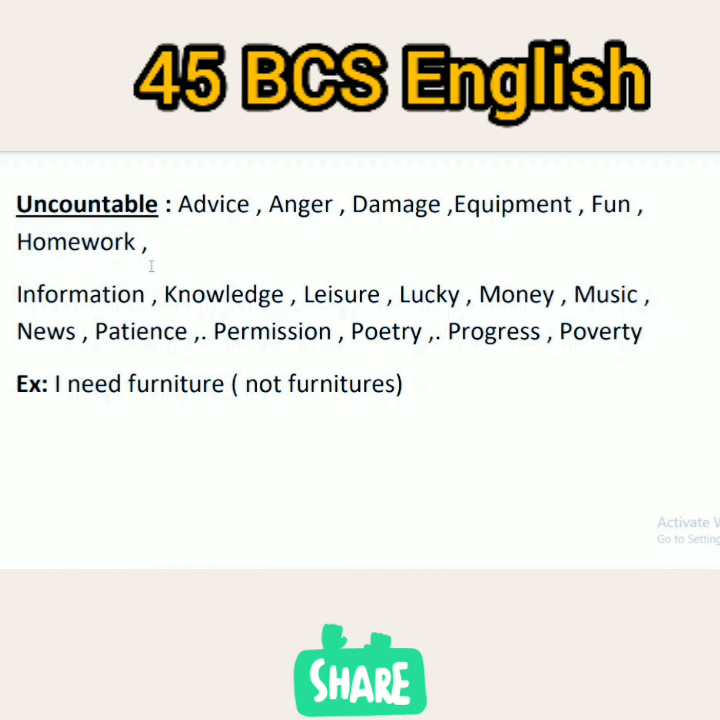 45 BCS English
Uncountable : Advice , Anger , Damage ,Equipment , Fun ,
Homework ,
Information , Knowledge , Leisure , Lucky , Money , Music ,
News , Patience ,. Permission , Poetry ,. Progress , Poverty
Ex: I need furniture ( not furnitures)
Activate
Go to Setting
SHARE